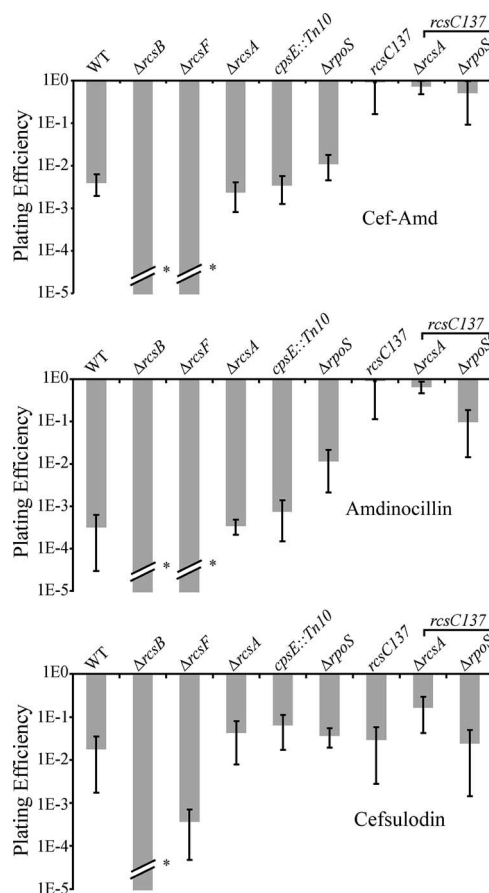 rcsC137
WT ΔrcsB ΔrcsF ΔrcsA cpsE::Tn10 ΔrpoS rcsC137 ΔrcsA ΔrpoS
Plating Efficiency
1E0
1E-1
1E-2
1E-3
1E-4
1E-5
* *
Cef-Amd
rcsC137
WT ΔrcsB ΔrcsF ΔrcsA cpsE::Tn10 ΔrpoS rcsC137 ΔrcsA ΔrpoS
Plating Efficiency
1E0
1E-1
1E-2
1E-3
1E-4
1E-5
* *
Amdinocillin
rcsC137
WT ΔrcsB ΔrcsF ΔrcsA cpsE::Tn10 ΔrpoS rcsC137 ΔrcsA ΔrpoS
Plating Efficiency
1E0
1E-1
1E-2
1E-3
1E-4
1E-5
*
Cefsulodin